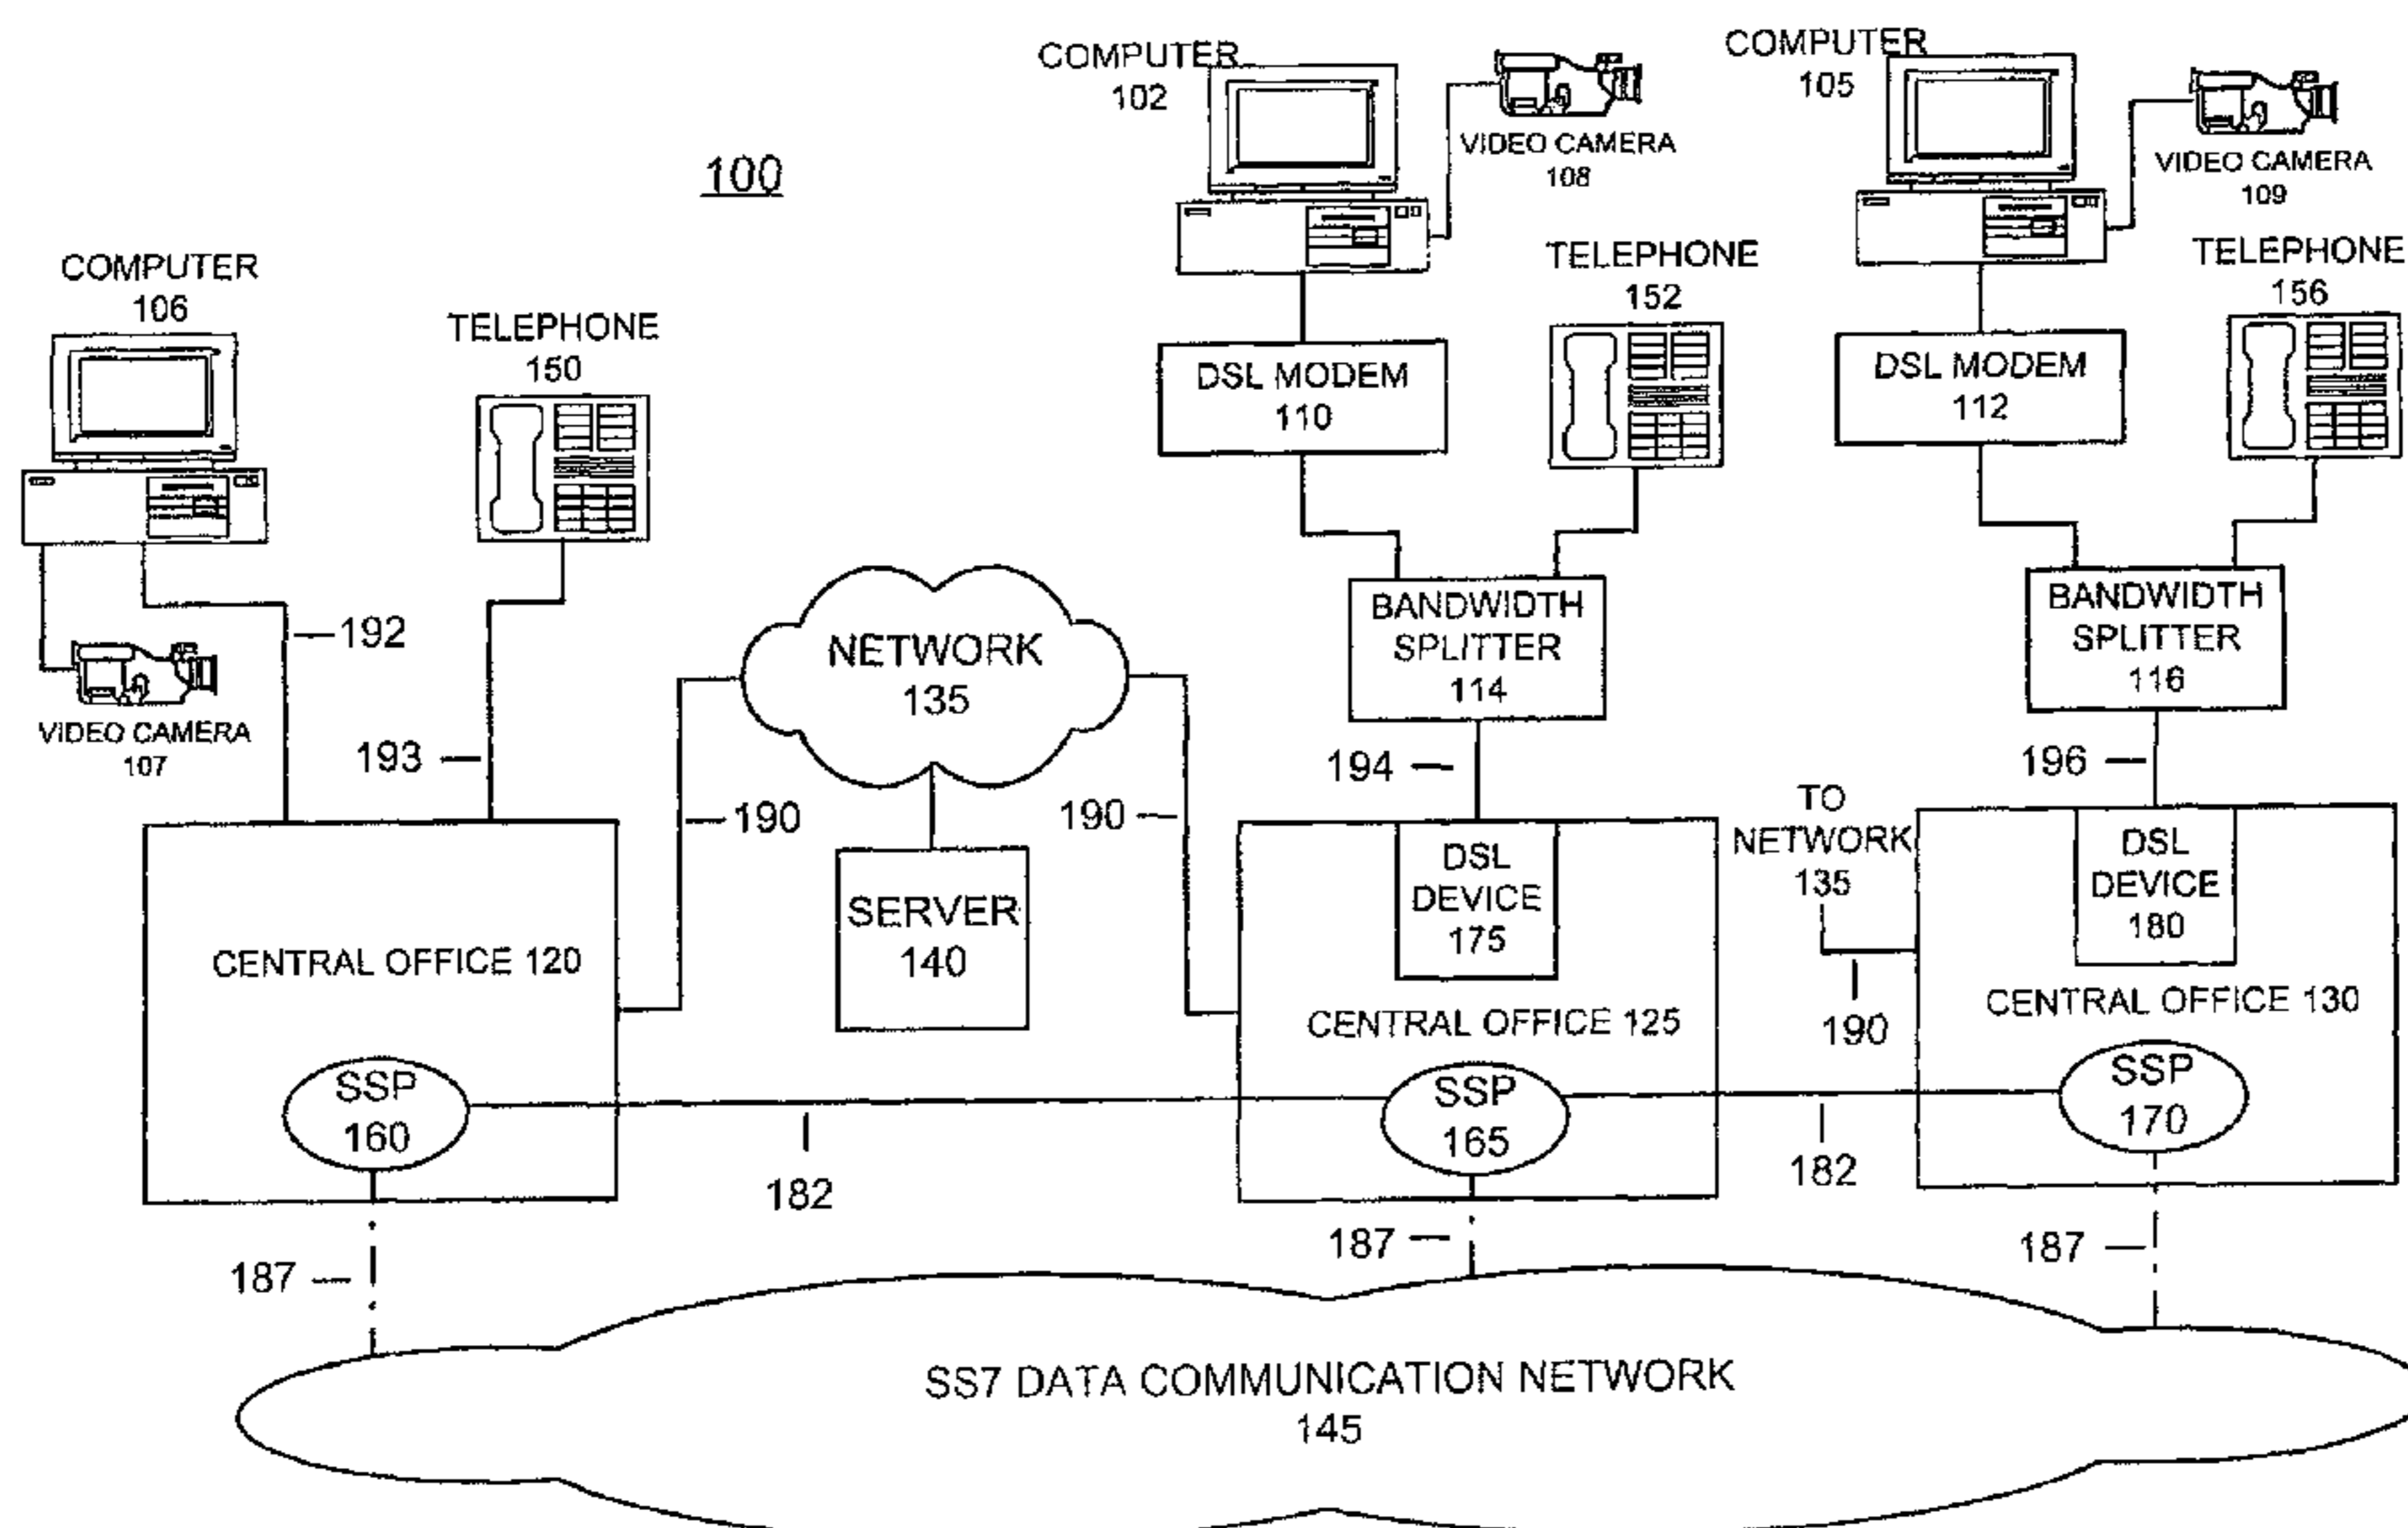 100
COMPUTER
106
VIDEO CAMERA
107
TELEPHONE
150
192
193
COMPUTER
102
VIDEO CAMERA
108
TELEPHONE
152
DSL MODEM
110
BANDWIDTH
SPLITTER
114
194
COMPUTER
105
VIDEO CAMERA
109
TELEPHONE
156
DSL MODEM
112
BANDWIDTH
SPLITTER
116
196
NETWORK
135
190
190
SERVER
140
CENTRAL OFFICE 120
SSP
160
182
DSL
DEVICE
175
CENTRAL OFFICE 125
SSP
165
182
TO
NETWORK
135
190
DSL
DEVICE
180
CENTRAL OFFICE 130
SSP
170
187
187
187
SS7 DATA COMMUNICATION NETWORK
145